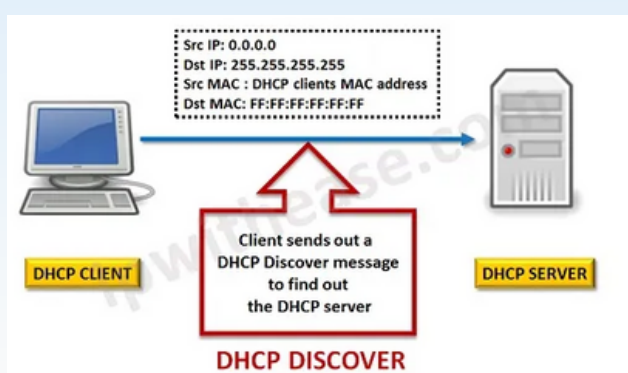 Src IP: 0.0.0.0
Dst IP: 255.255.255.255
Src MAC : DHCP clients MAC address
Dst MAC: FF:FF:FF:FF:FF:FF
ipwithease.com
Client sends out a
DHCP Discover message
to find out
the DHCP server
DHCP CLIENT
DHCP SERVER
DHCP DISCOVER